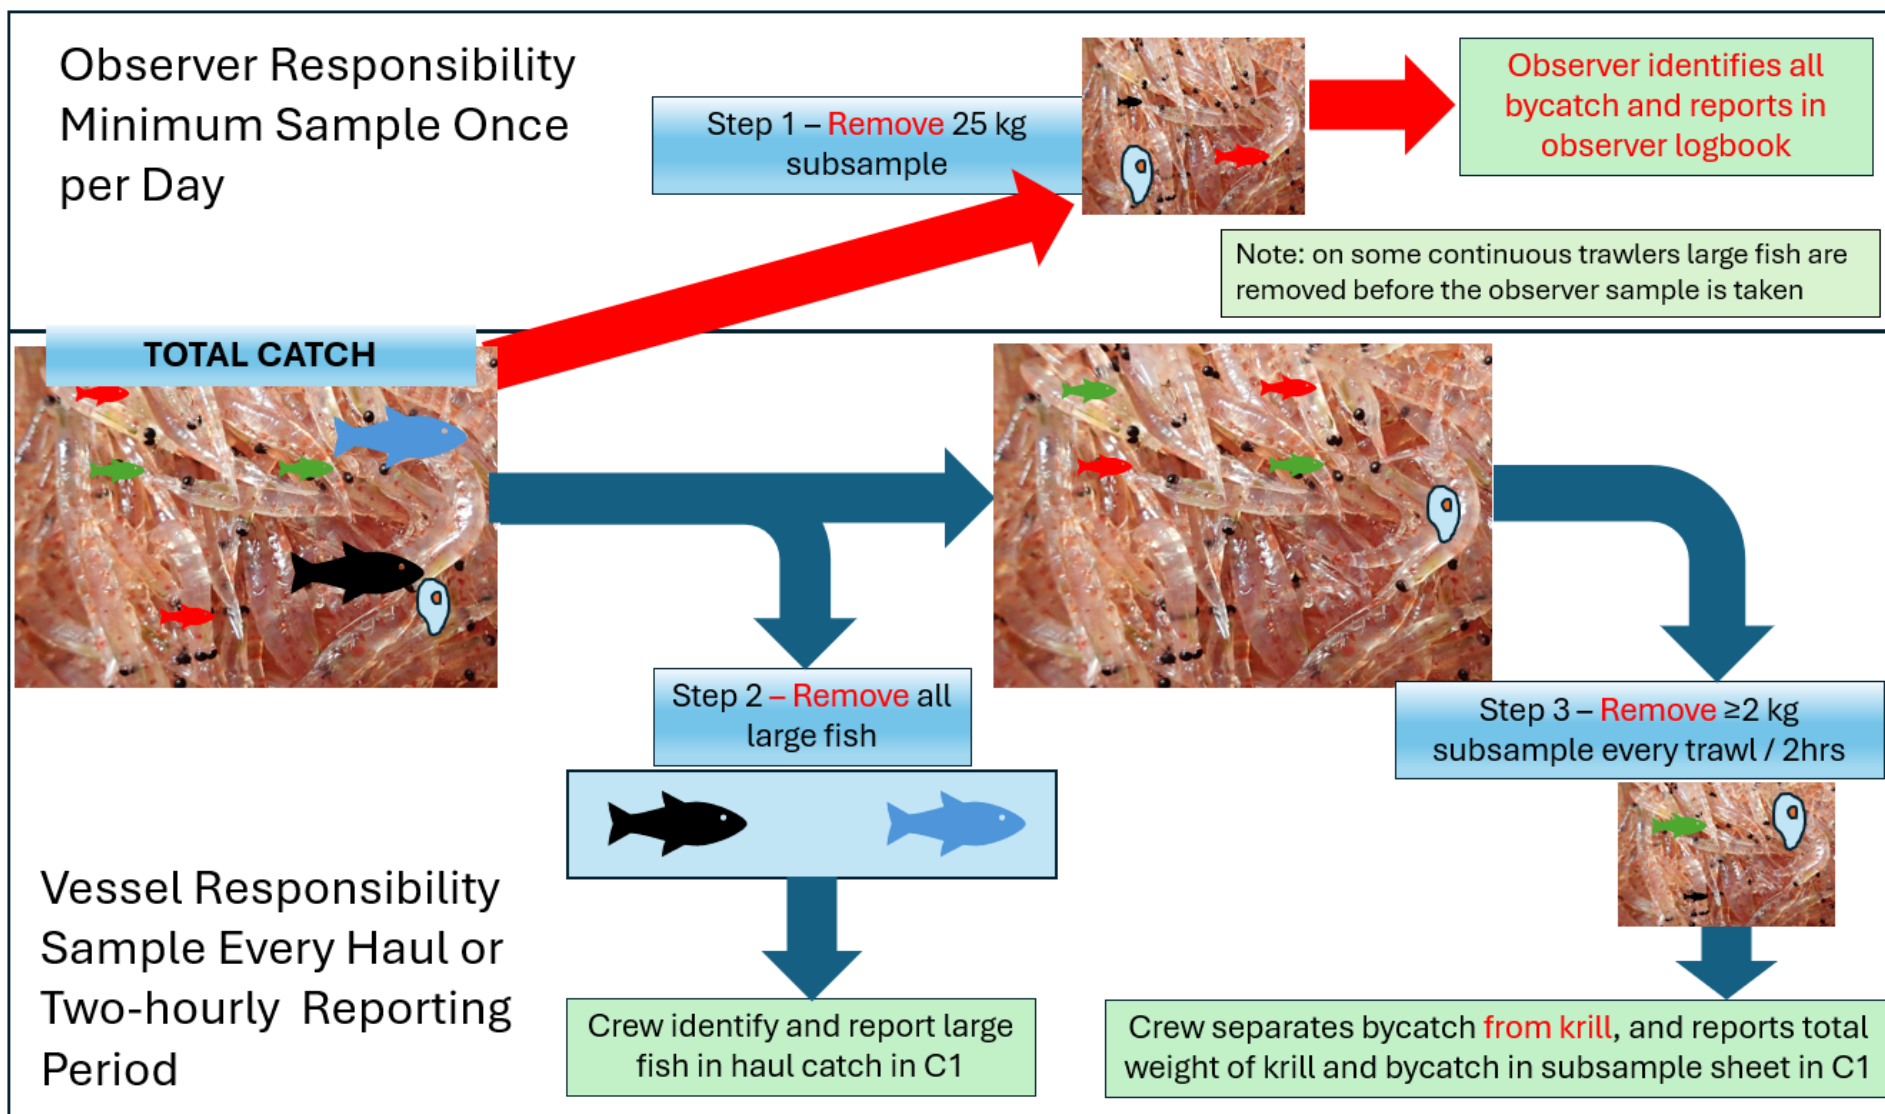 Observer Responsibility
Minimum Sample Once
per Day
Step 1 – Remove 25 kg
subsample
Observer identifies all
bycatch and reports in
observer logbook
Note: on some continuous trawlers large fish are
removed before the observer sample is taken
TOTAL CATCH
Step 2 – Remove all
large fish
Step 3 – Remove ≥2 kg
subsample every trawl / 2hrs
Vessel Responsibility
Sample Every Haul or
Two-hourly Reporting
Period
Crew identify and report large
fish in haul catch in C1
Crew separates bycatch from krill, and reports total
weight of krill and bycatch in subsample sheet in C1